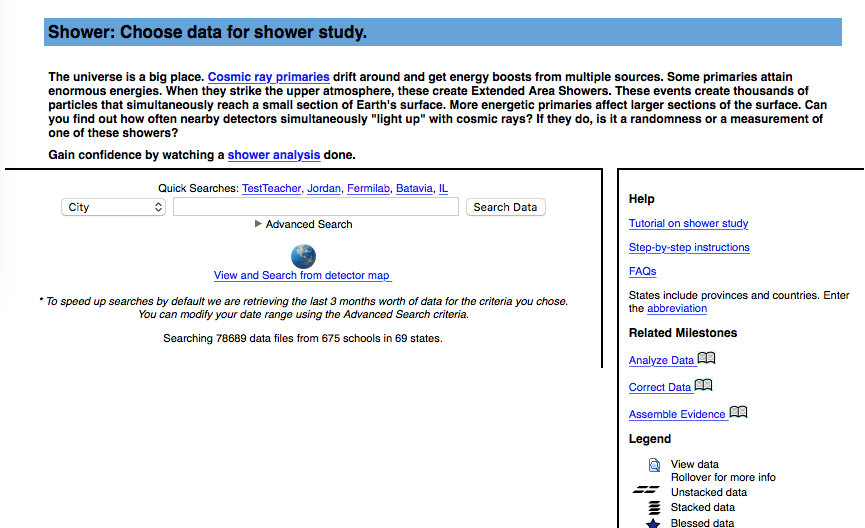 Shower: Choose data for shower study.
The universe is a big place. Cosmic ray primaries drift around and get energy boosts from multiple sources. Some primaries attain
enormous energies. When they strike the upper atmosphere, these create Extended Area Showers. These events create thousands of
particles that simultaneously reach a small section of Earth's surface. More energetic primaries affect larger sections of the surface. Can
you find out how often nearby detectors simultaneously "light up" with cosmic rays? If they do, is it a randomness or a measurement of
one of these showers?
Gain confidence by watching a shower analysis done.
Quick Searches: TestTeacher, Jordan, Fermilab, Batavia, IL
City
Search Data
Advanced Search
View and Search from detector map
* To speed up searches by default we are retrieving the last 3 months worth of data for the criteria you chose.
You can modify your date range using the Advanced Search criteria.
Searching 78689 data files from 675 schools in 69 states.
Help
Tutorial on shower study
Step-by-step instructions
FAQs
States include provinces and countries. Enter
the abbreviation
Related Milestones
Analyze Data
Correct Data
Assemble Evidence
Legend
View data
Rollover for more info
Unstacked data
Stacked data
Blessed data